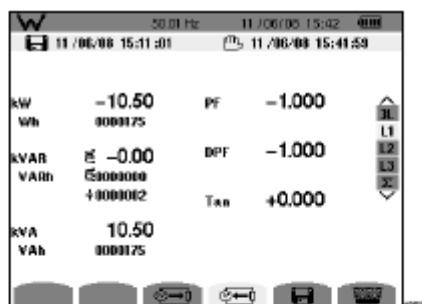 W 50.01 Hz 11/06/08 15:42
11/06/08 15:11:01 11/06/08 15:41:59
kW -10.50 PF -1.000
Wh 0000175
kVAR -0.00 DPF -1.000
VARh 0000000
0000002 Tan +0.000
kVA 10.50
VAh 0000175
3L
L1
L2
L3
Σ